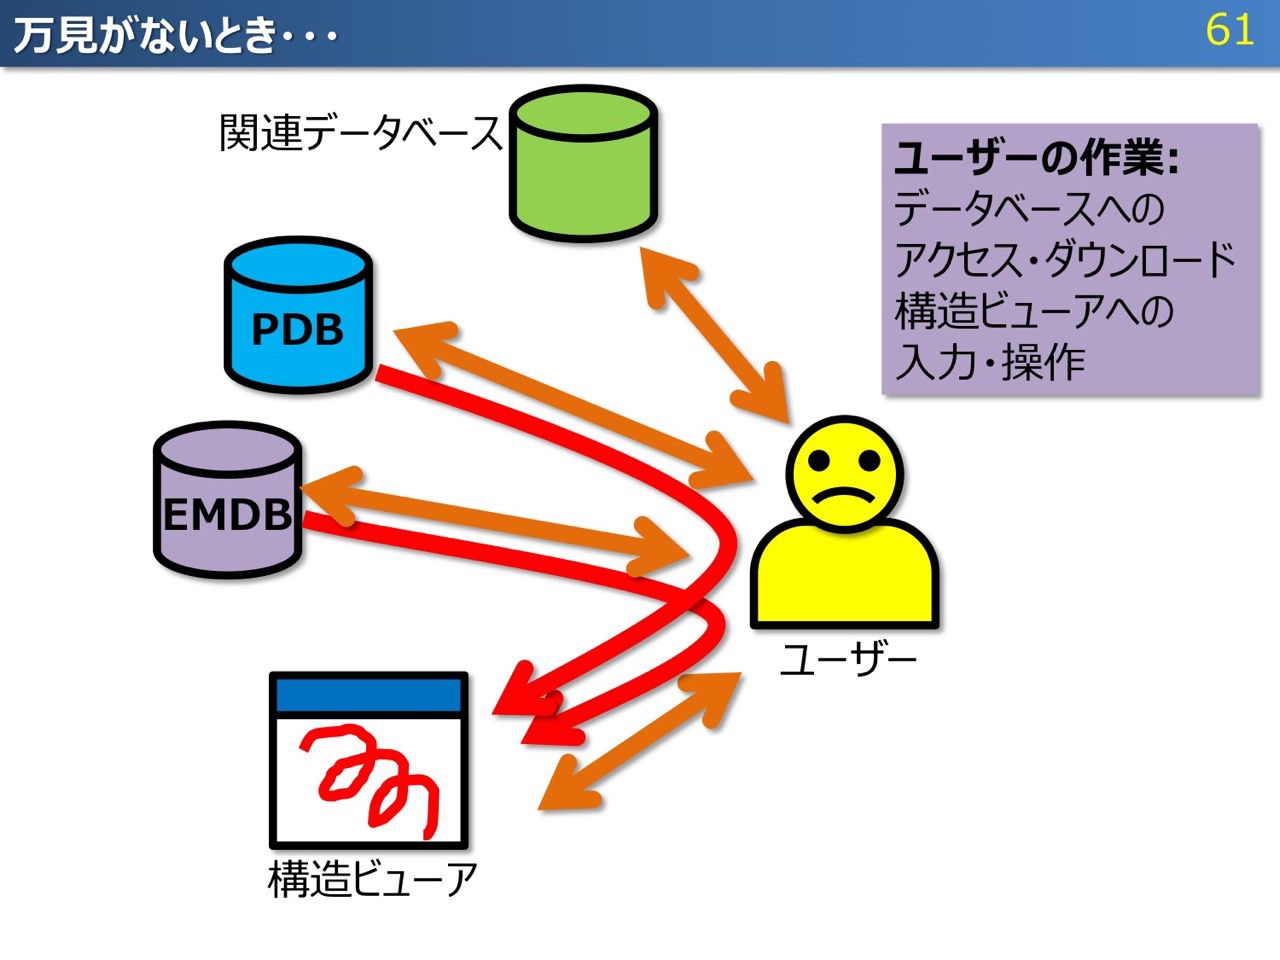 万見がないとき・・・
61
関連データベース
ユーザーの作業:
データベースへの
アクセス・ダウンロード
構造ビューアへの
入力・操作
PDB
EMDB
ユーザー
構造ビューア